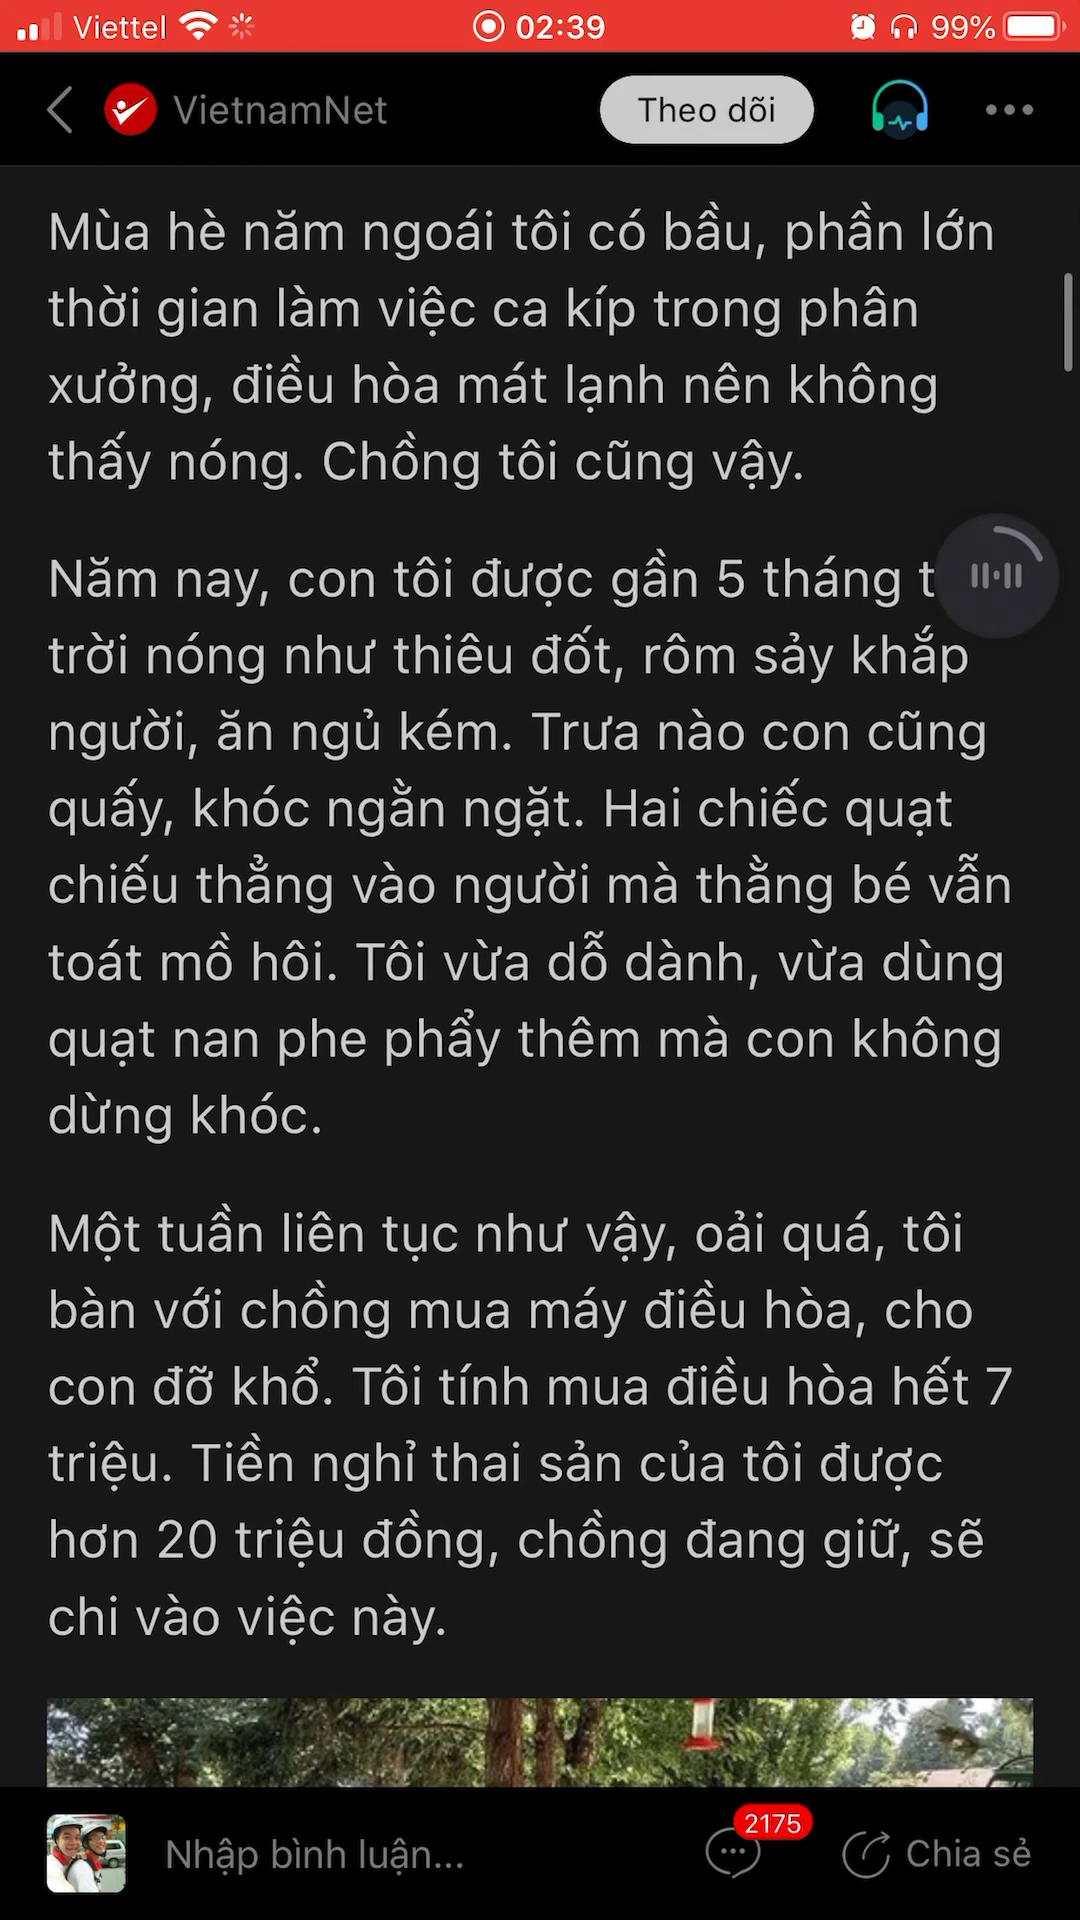 Viettel 02:39 99%
VietnamNet Theo dõi
Mùa hè năm ngoái tôi có bầu, phần lớn
thời gian làm việc ca kíp trong phân
xưởng, điều hòa mát lạnh nên không
thấy nóng. Chồng tôi cũng vậy.
Năm nay, con tôi được gần 5 tháng t
trời nóng như thiêu đốt, rôm sảy khắp
người, ăn ngủ kém. Trưa nào con cũng
quấy, khóc ngằn ngặt. Hai chiếc quạt
chiếu thẳng vào người mà thằng bé vẫn
toát mồ hôi. Tôi vừa dỗ dành, vừa dùng
quạt nan phe phẩy thêm mà con không
dừng khóc.
Một tuần liên tục như vậy, oải quá, tôi
bàn với chồng mua máy điều hòa, cho
con đỡ khổ. Tôi tính mua điều hòa hết 7
triệu. Tiền nghỉ thai sản của tôi được
hơn 20 triệu đồng, chồng đang giữ, sẽ
chi vào việc này.
2175
Nhập bình luận... Chia sẻ